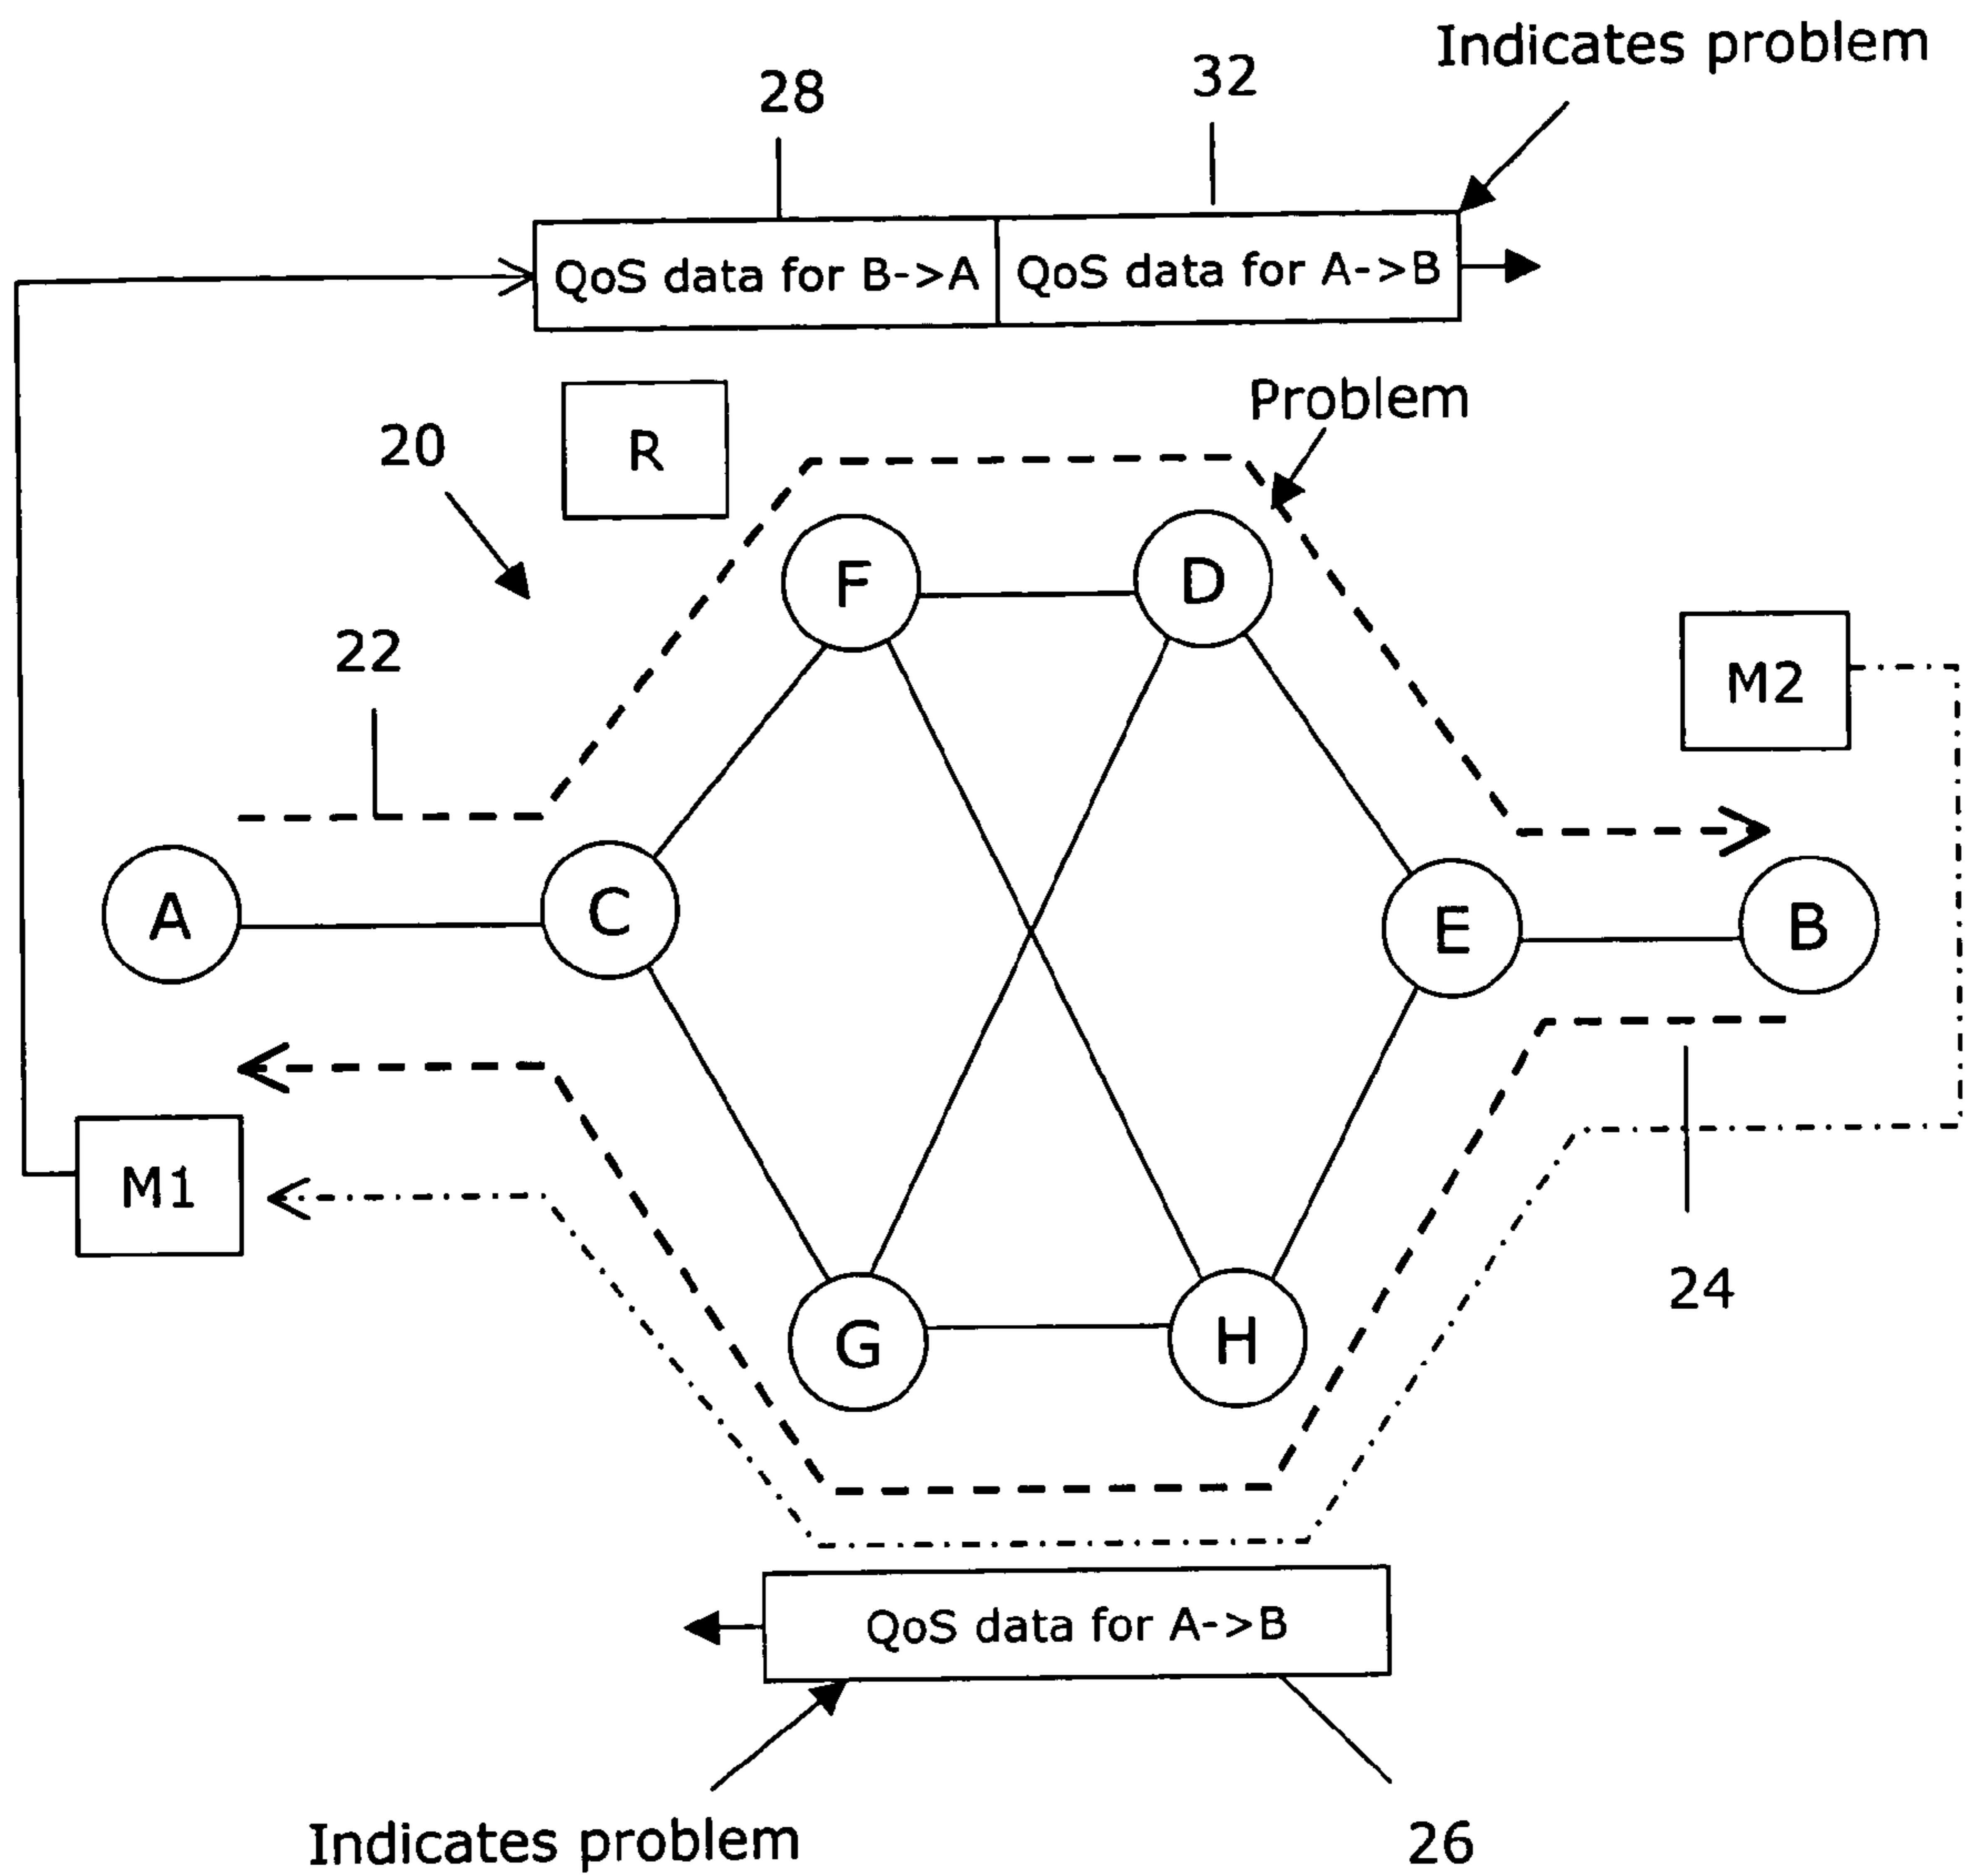 Indicates problem
28
32
QoS data for B->A
QoS data for A->B
Problem
20
R
F
D
22
M2
A
C
E
B
M1
24
G
H
QoS data for A->B
Indicates problem
26